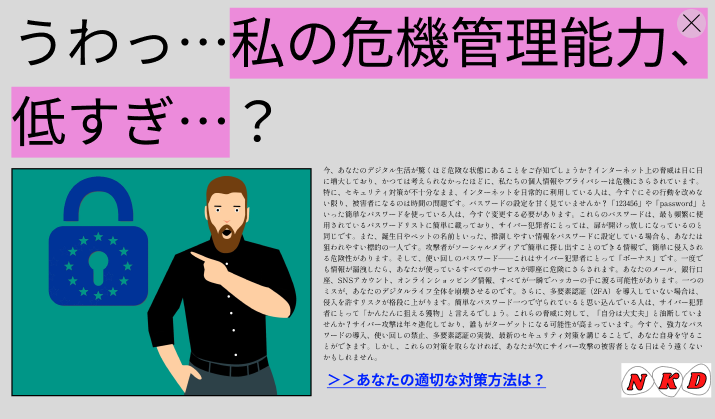 うわっ…私の危機管理能力、
低すぎ…？
今、あなたのデジタル生活が驚くほど危険な状態にあることをご存知でしょうか？インターネット上の脅威は日に日
に増大しており、かつては考えられなかったほどに、私たちの個人情報やプライバシーは危機にさらされています。
特に、セキュリティ対策が不十分なまま、インターネットを日常的に利用している人は、今すぐにその行動を改めな
い限り、被害者になるのは時間の問題です。パスワードの設定を甘く見ていませんか？「123456」や「password」と
いった簡単なパスワードを使っている人は、今すぐ変更する必要があります。これらのパスワードは、最も頻繁に使
用されているパスワードリストに簡単に載っており、サイバー犯罪者にとっては、扉が開けっ放しになっているのと
同じです。また、誕生日やペットの名前といった、推測しやすい情報をパスワードに設定している場合も、あなたは
狙われやすい標的の一人です。攻撃者がソーシャルメディアで簡単に探し出すことのできる情報で、簡単に侵入され
る危険性があります。そして、使い回しのパスワード——これはサイバー犯罪者にとって「ボーナス」です。一度で
も情報が漏洩したら、あなたが使っているすべてのサービスが即座に危険にさらされます。あなたのメール、銀行口
座、SNSアカウント、オンラインショッピング情報、すべてが一瞬でハッカーの手に渡る可能性があります。一つの
ミスが、あなたのデジタルライフ全体を崩壊させるのです。さらに、多要素認証（2FA）を導入していない場合は、
侵入を許すリスクが格段に上がります。簡単なパスワード一つで守られていると思い込んでいる人は、サイバー犯罪
者にとって「かんたんに狙える獲物」と言えるでしょう。これらの脅威に対して、「自分は大丈夫」と油断していま
せんか？サイバー攻撃は年々進化しており、誰もがターゲットになる可能性が高まっています。今すぐ、強力なパス
ワードの導入、使い回しの禁止、多要素認証の実装、最新のセキュリティ対策を講じることで、あなた自身を守るこ
とができます。しかし、これらの対策を取らなければ、あなたが次にサイバー攻撃の被害者となる日はそう遠くない
かもしれません。
＞＞あなたの適切な対策方法は？
NKD